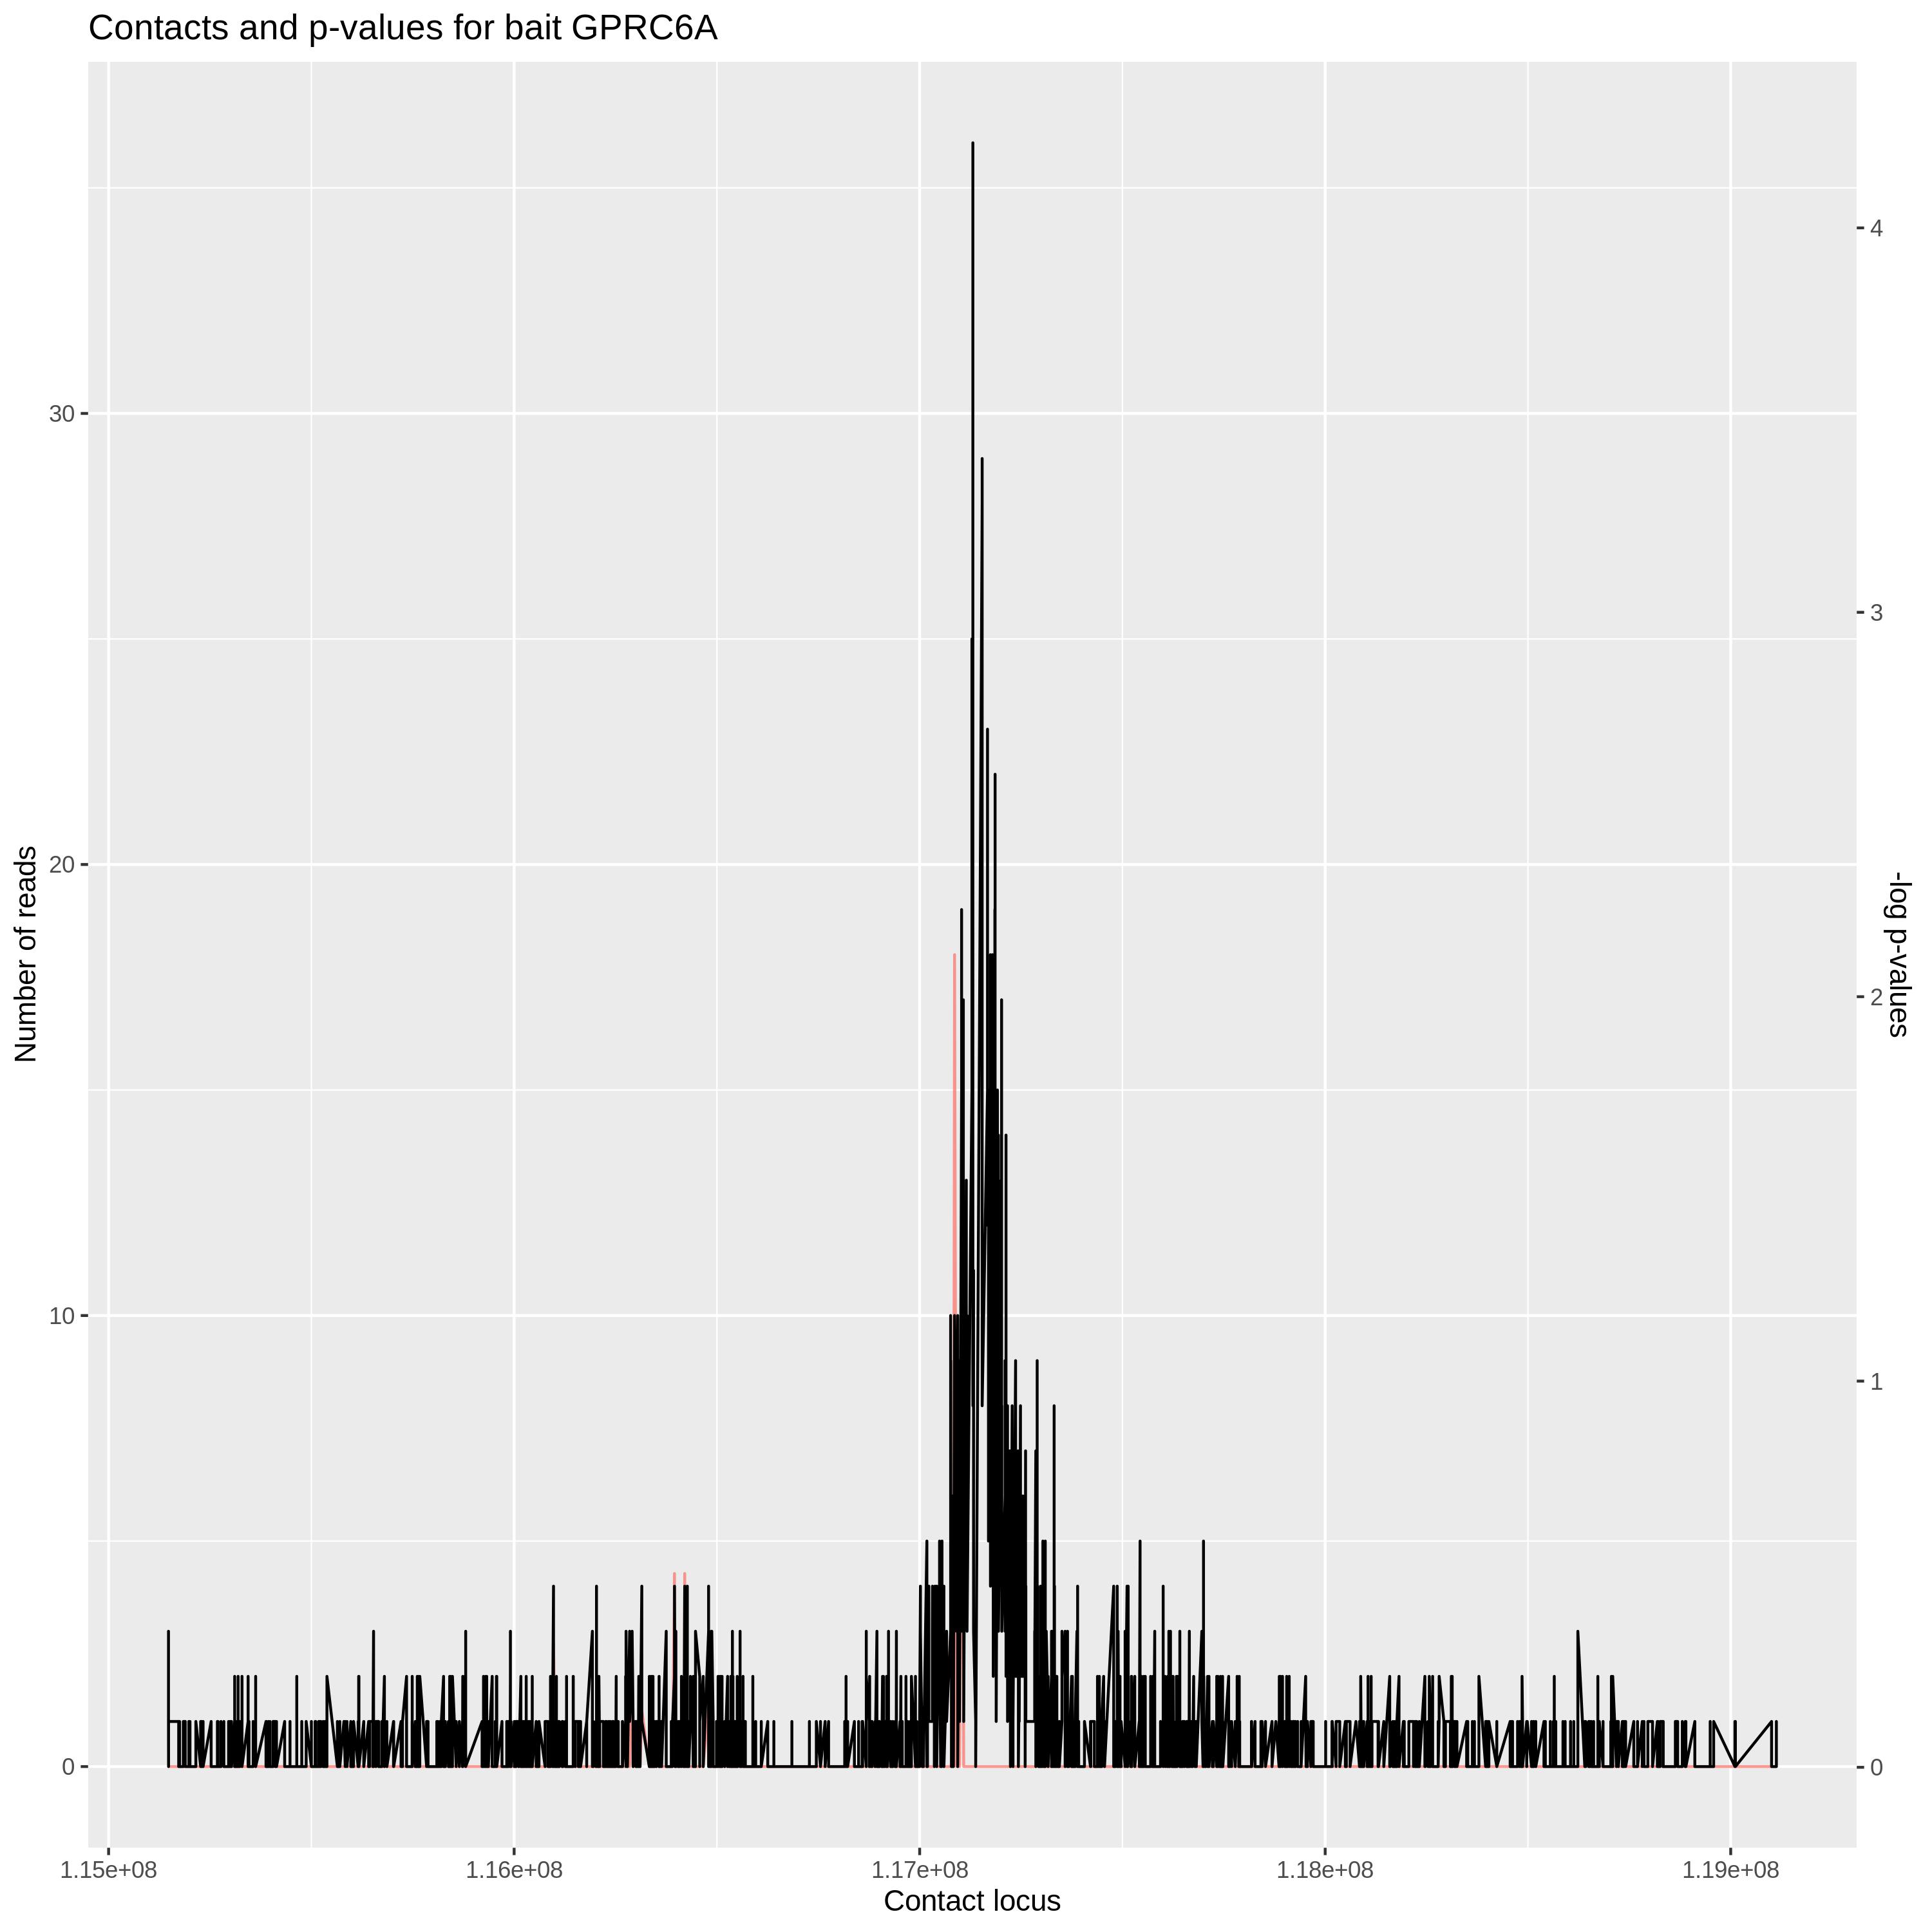 Contacts and p-values for bait GPRC6A
Number of reads
30
20
10
0
4
3
2
1
0
-log p-values
1.15e+08
1.16e+08
1.17e+08
1.18e+08
1.19e+08
Contact locus